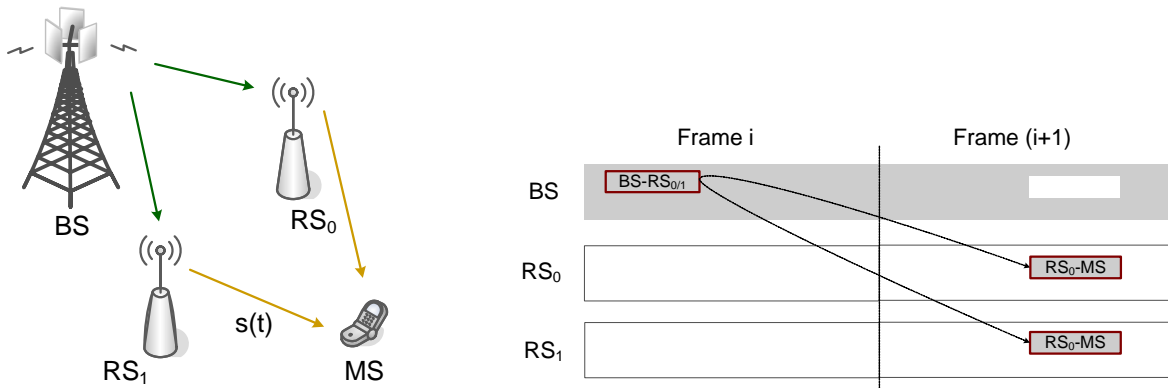 BS
RS₀
RS₁
s(t)
MS
Frame i
Frame (i+1)
BS
BS-RS₀/₁
RS₀
RS₀-MS
RS₁
RS₀-MS